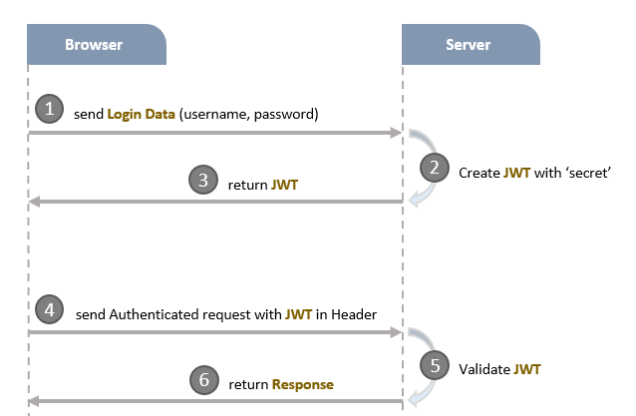 Browser
Server
1 send Login Data (username, password)
2 Create JWT with ‘secret’
3 return JWT
4 send Authenticated request with JWT in Header
5 Validate JWT
6 return Response